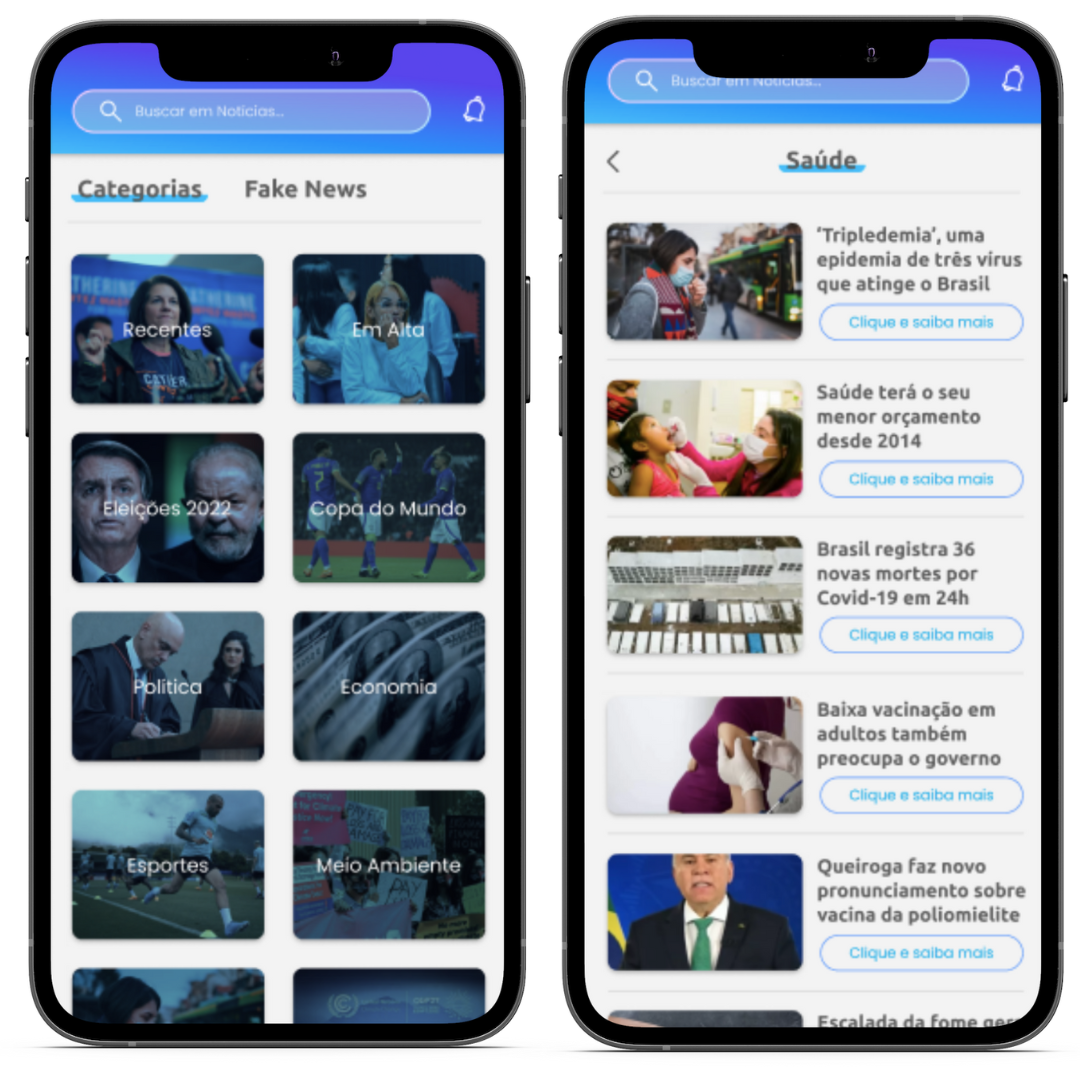 Buscar em Notícias...
Categorias
Fake News
Recentes
Em Alta
Eleições 2022
Copa do Mundo
Política
Economia
Esportes
Meio Ambiente
Buscar em Notícias...
Saúde
‘Tripledemia’, uma
epidemia de três vírus
que atinge o Brasil
Clique e saiba mais
Saúde terá o seu
menor orçamento
desde 2014
Clique e saiba mais
Brasil registra 36
novas mortes por
Covid-19 em 24h
Clique e saiba mais
Baixa vacinação em
adultos também
preocupa o governo
Clique e saiba mais
Queiroga faz novo
pronunciamento sobre
vacina da poliomielite
Clique e saiba mais
Escalada da fome